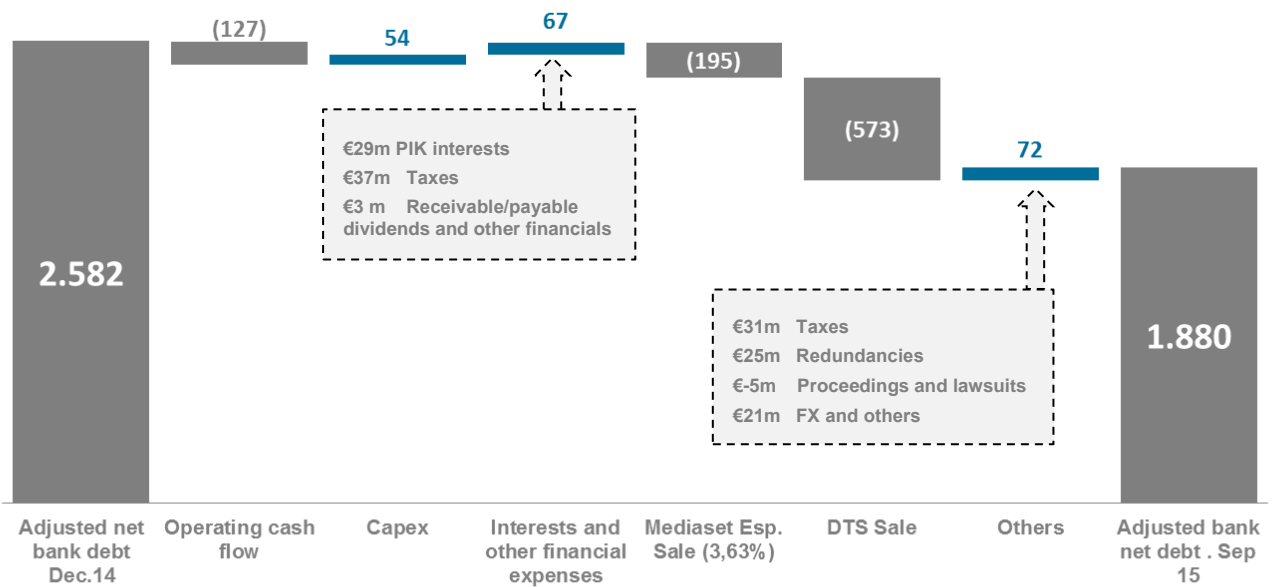 (127)
54
67
(195)
(573)
72
€29m PIK interests
€37m Taxes
€3 m Receivable/payable
dividends and other financials
2.582
€31m Taxes
€25m Redundancies
€-5m Proceedings and lawsuits
€21m FX and others
1.880
Adjusted net
bank debt
Dec.14
Operating cash
flow
Capex
Interests and
other financial
expenses
Mediaset Esp.
Sale (3,63%)
DTS Sale
Others
Adjusted bank
net debt . Sep
15